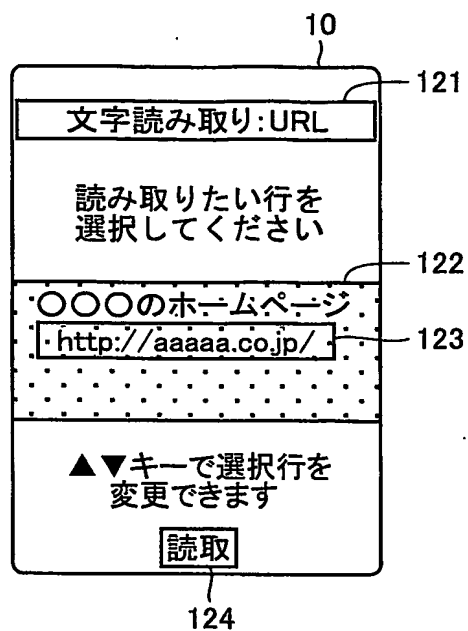 10
121
文字読み取り:URL
読み取りたい行を
選択してください
122
○○○のホームページ
http://aaaaa.co.jp/
123
▲▼キーで選択行を
変更できます
読取
124